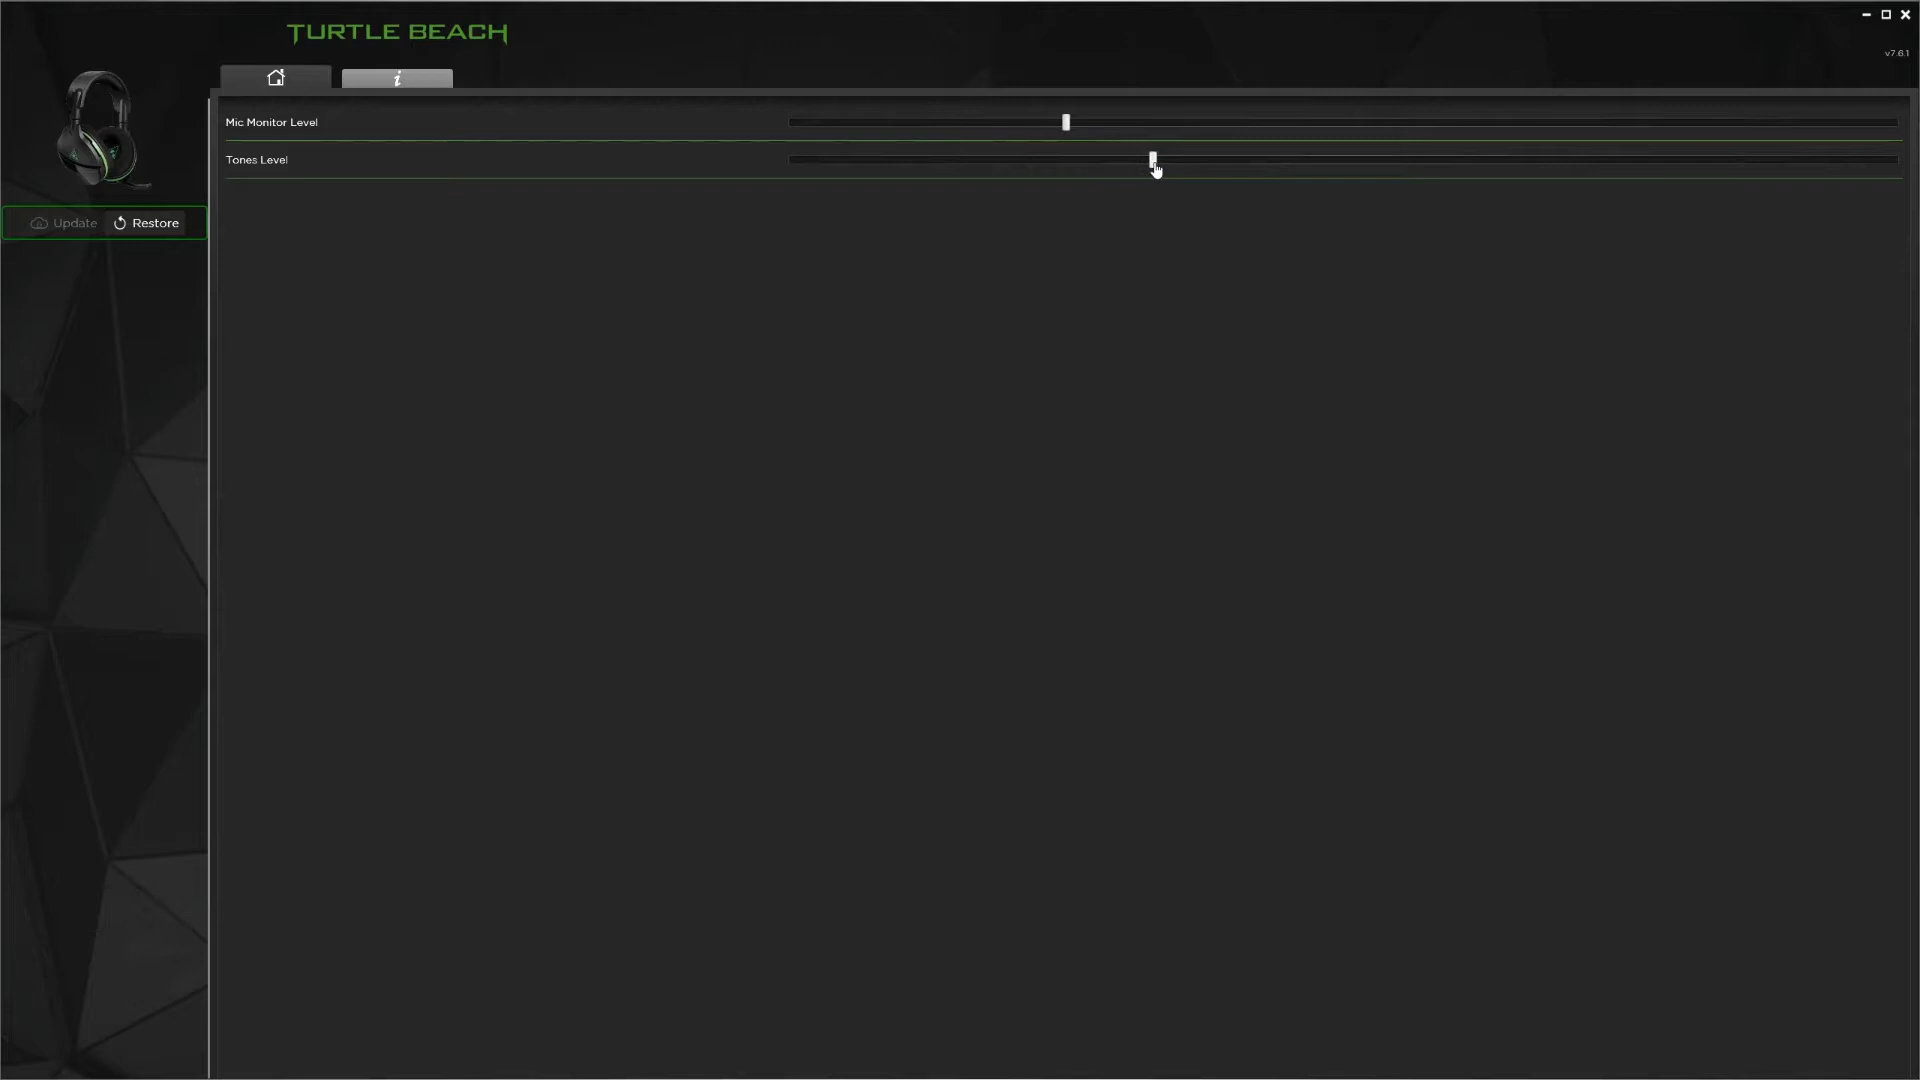 TURTLE BEACH
v7.6.1
i
Mic Monitor Level
Tones Level
Update
Restore